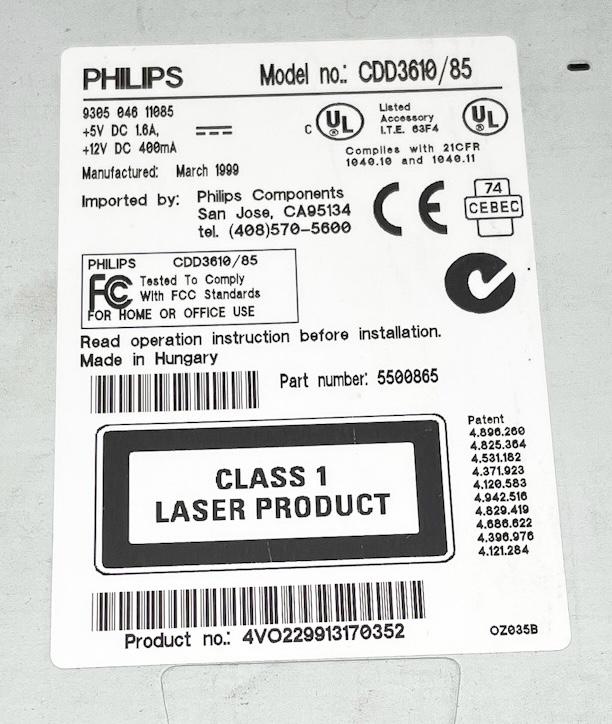 PHILIPS Model no.: CDD3610/85
9305 046 11085
+5V DC 1.6A,
+12V DC 400mA
c UL Listed
Accessory
I.T.E. 63F4 UL
Complies with 21CFR
1040.10 and 1040.11
Manufactured: March 1999
Imported by: Philips Components
San Jose, CA95134
tel. (408)570-5600
CE
74
CEBEC
PHILIPS CDD3610/85
FC Tested To Comply
With FCC Standards
FOR HOME OR OFFICE USE
Read operation instruction before installation.
Made in Hungary
Part number: 5500865
CLASS 1
LASER PRODUCT
Patent
4.896.260
4.825.364
4.531.182
4.371.923
4.120.583
4.942.516
4.829.419
4.686.622
4.396.976
4.121.284
Product no.: 4VO229913170352
OZ035B